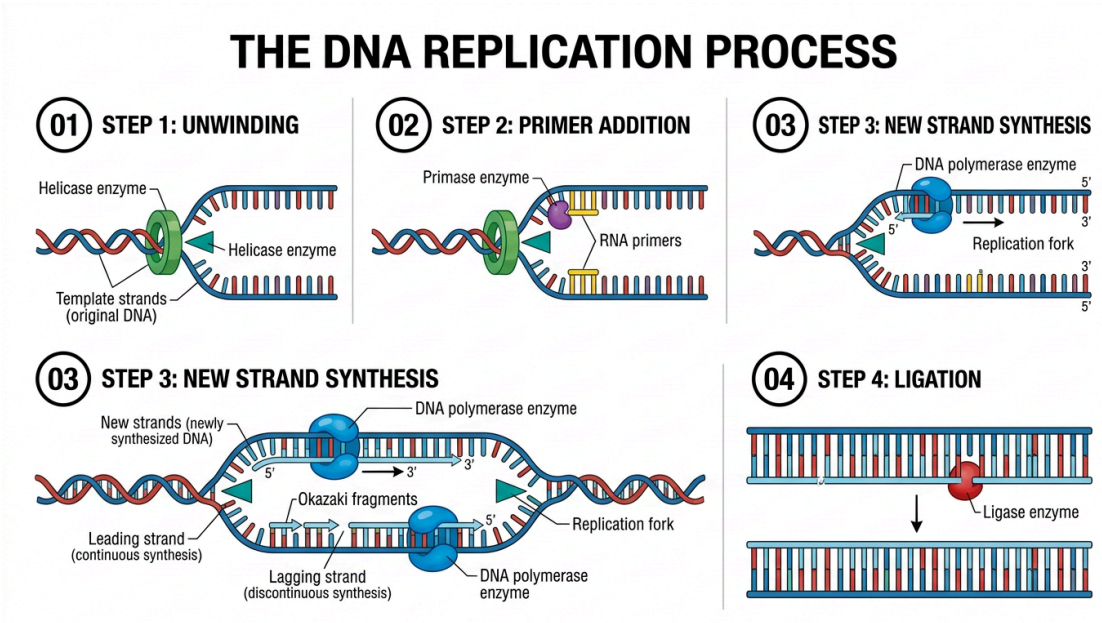 THE DNA REPLICATION PROCESS
01 STEP 1: UNWINDING
Helicase enzyme
Helicase enzyme
Template strands
(original DNA)
02 STEP 2: PRIMER ADDITION
Primase enzyme
RNA primers
03 STEP 3: NEW STRAND SYNTHESIS
DNA polymerase enzyme
5'
5'
3'
Replication fork
3'
5'
03 STEP 3: NEW STRAND SYNTHESIS
DNA polymerase enzyme
New strands (newly
synthesized DNA)
5'
3'
3'
Okazaki fragments
5'
Replication fork
Leading strand
(continuous synthesis)
Lagging strand
(discontinuous synthesis)
DNA polymerase
enzyme
04 STEP 4: LIGATION
Ligase enzyme